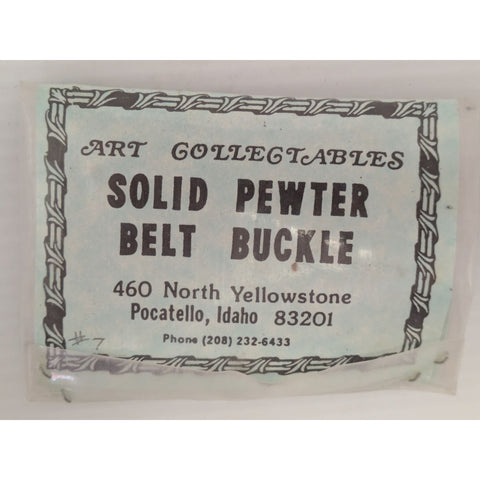 ART COLLECTABLES
SOLID PEWTER
BELT BUCKLE
460 North Yellowstone
Pocatello, Idaho 83201
Phone (208) 232-6433
#7